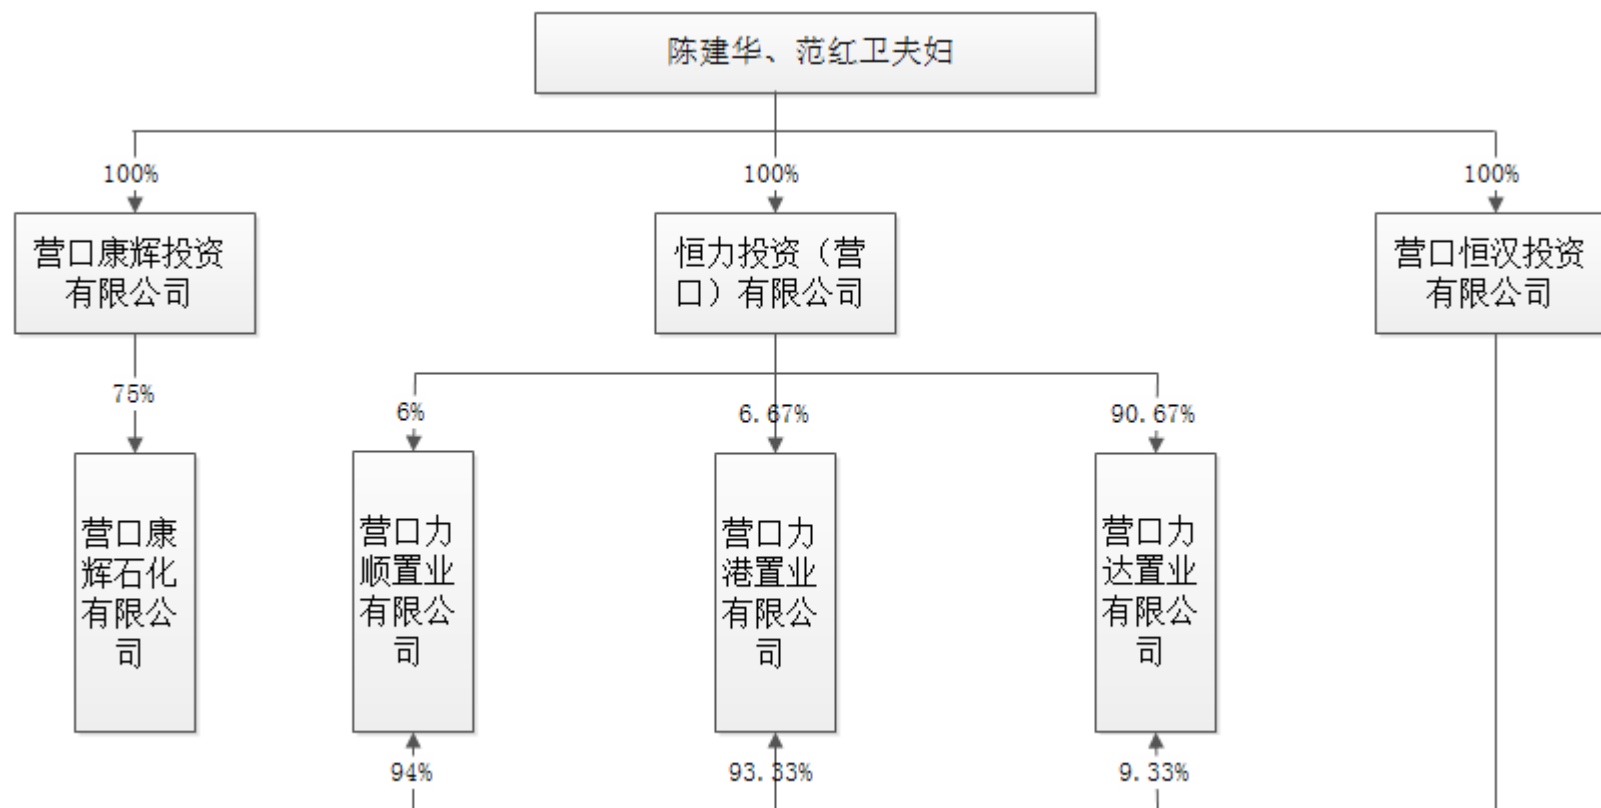 陈建华、范红卫夫妇
100%
100%
100%
营口康辉投资
有限公司
恒力投资（营
口）有限公司
营口恒汉投资
有限公司
75%
6%
6.67%
90.67%
营口康
辉石化
有限公
司
营口力
顺置业
有限公
司
营口力
港置业
有限公
司
营口力
达置业
有限公
司
94%
93.33%
9.33%